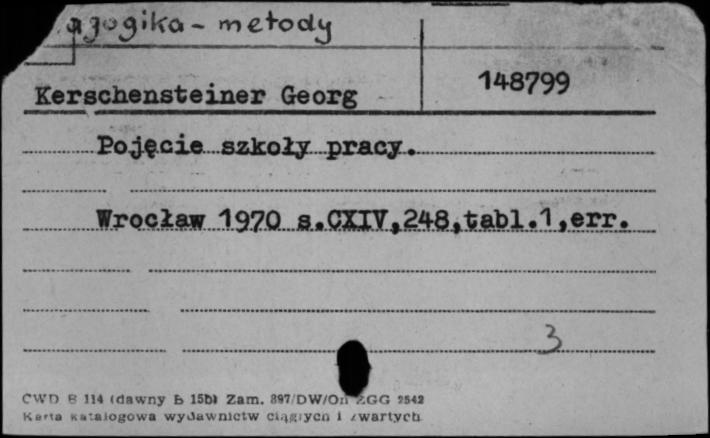 agogika - metody
148799
Kerschensteiner Georg
Pojęcie szkoły pracy.
Wrocław 1970 s.CXIV,248,tabl.1,err.
3
CWD B 114 (dawny B 15b) Zam. 897/DW/On ZGG 2542
Karta katalogowa wydawnictw ciągłych i zwartych